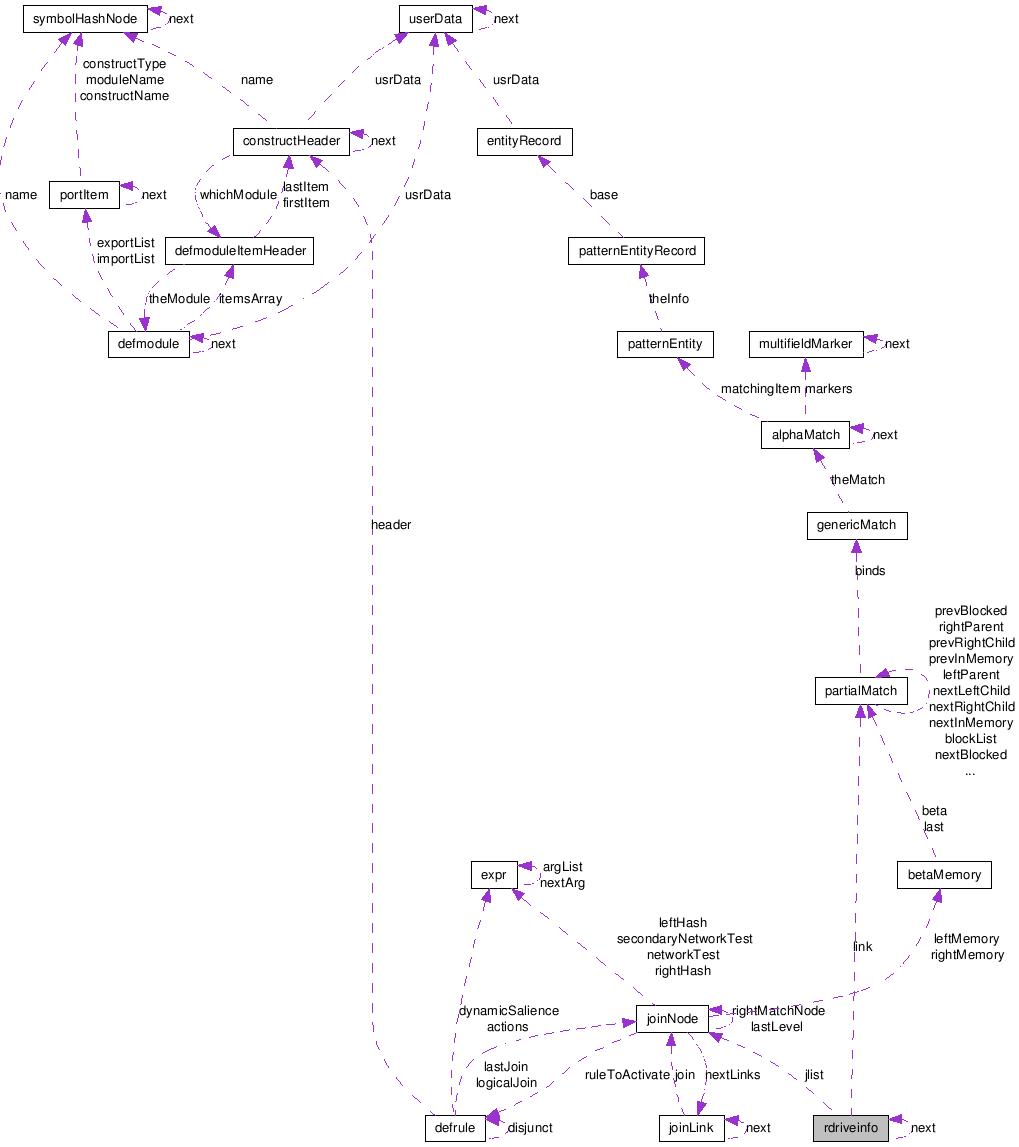 symbolHashNode
next
userData
next
constructType
moduleName
constructName
name
usrData
usrData
constructHeader
next
entityRecord
name
portItem
next
whichModule
lastItem
firstItem
usrData
base
exportList
importList
defmoduleItemHeader
patternEntityRecord
theModule
itemsArray
theInfo
defmodule
next
patternEntity
multifieldMarker
next
matchingItem
markers
alphaMatch
next
theMatch
header
genericMatch
binds
prevBlocked
rightParent
prevRightChild
prevInMemory
leftParent
nextLeftChild
nextRightChild
nextInMemory
blockList
nextBlocked
...
partialMatch
beta
last
expr
argList
nextArg
betaMemory
leftHash
secondaryNetworkTest
networkTest
rightHash
link
leftMemory
rightMemory
dynamicSalience
actions
joinNode
rightMatchNode
lastLevel
lastJoin
logicalJoin
ruleToActivate
join
nextLinks
jlist
defrule
disjunct
joinLink
next
rdriveinfo
next